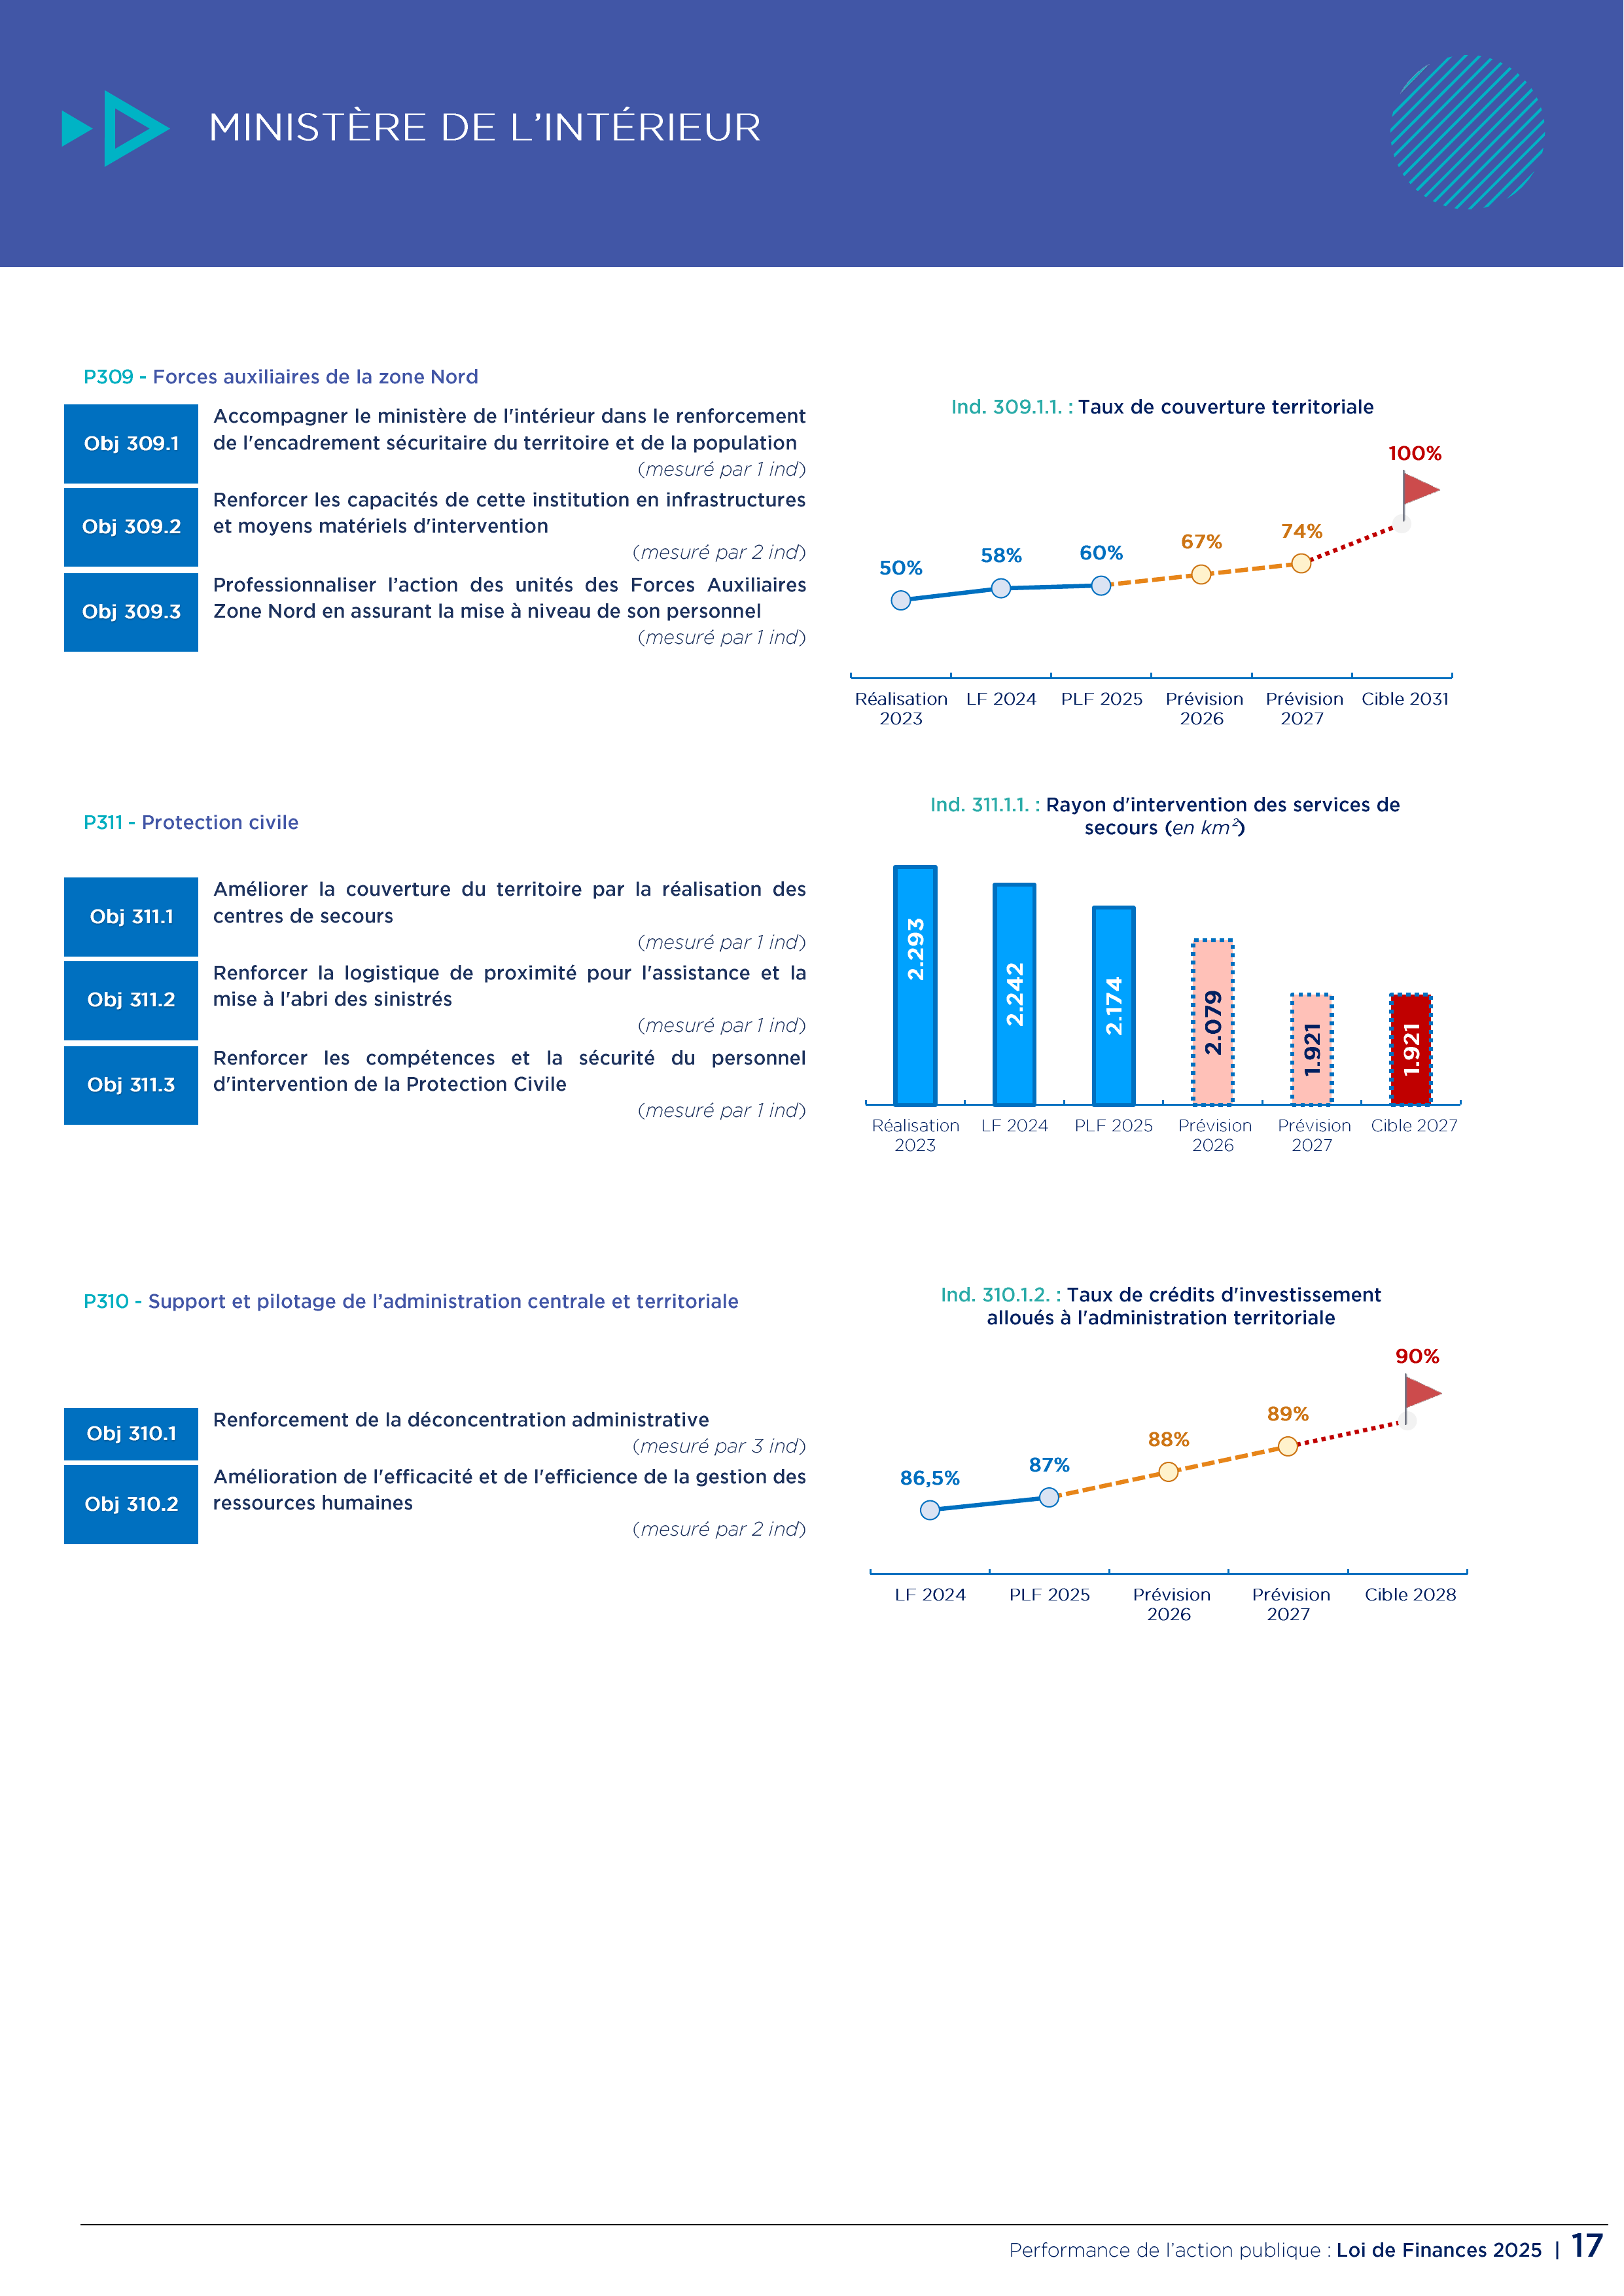 MINISTÈRE DE L’INTÉRIEUR
P309 - Forces auxiliaires de la zone Nord
Obj 309.1
Accompagner le ministère de l'intérieur dans le renforcement
de l'encadrement sécuritaire du territoire et de la population
(mesuré par 1 ind)
Obj 309.2
Renforcer les capacités de cette institution en infrastructures
et moyens matériels d'intervention
(mesuré par 2 ind)
Obj 309.3
Professionnaliser l’action des unités des Forces Auxiliaires
Zone Nord en assurant la mise à niveau de son personnel
(mesuré par 1 ind)
Ind. 309.1.1. : Taux de couverture territoriale
50%
58%
60%
67%
74%
100%
Réalisation
2023
LF 2024
PLF 2025
Prévision
2026
Prévision
2027
Cible 2031
P311 - Protection civile
Obj 311.1
Améliorer la couverture du territoire par la réalisation des
centres de secours
(mesuré par 1 ind)
Obj 311.2
Renforcer la logistique de proximité pour l'assistance et la
mise à l'abri des sinistrés
(mesuré par 1 ind)
Obj 311.3
Renforcer les compétences et la sécurité du personnel
d'intervention de la Protection Civile
(mesuré par 1 ind)
Ind. 311.1.1. : Rayon d'intervention des services de
secours (en km²)
2.293
2.242
2.174
2.079
1.921
1.921
Réalisation
2023
LF 2024
PLF 2025
Prévision
2026
Prévision
2027
Cible 2027
P310 - Support et pilotage de l’administration centrale et territoriale
Obj 310.1
Renforcement de la déconcentration administrative
(mesuré par 3 ind)
Obj 310.2
Amélioration de l'efficacité et de l'efficience de la gestion des
ressources humaines
(mesuré par 2 ind)
Ind. 310.1.2. : Taux de crédits d'investissement
alloués à l'administration territoriale
86,5%
87%
88%
89%
90%
LF 2024
PLF 2025
Prévision
2026
Prévision
2027
Cible 2028
Performance de l’action publique : Loi de Finances 2025 | 17